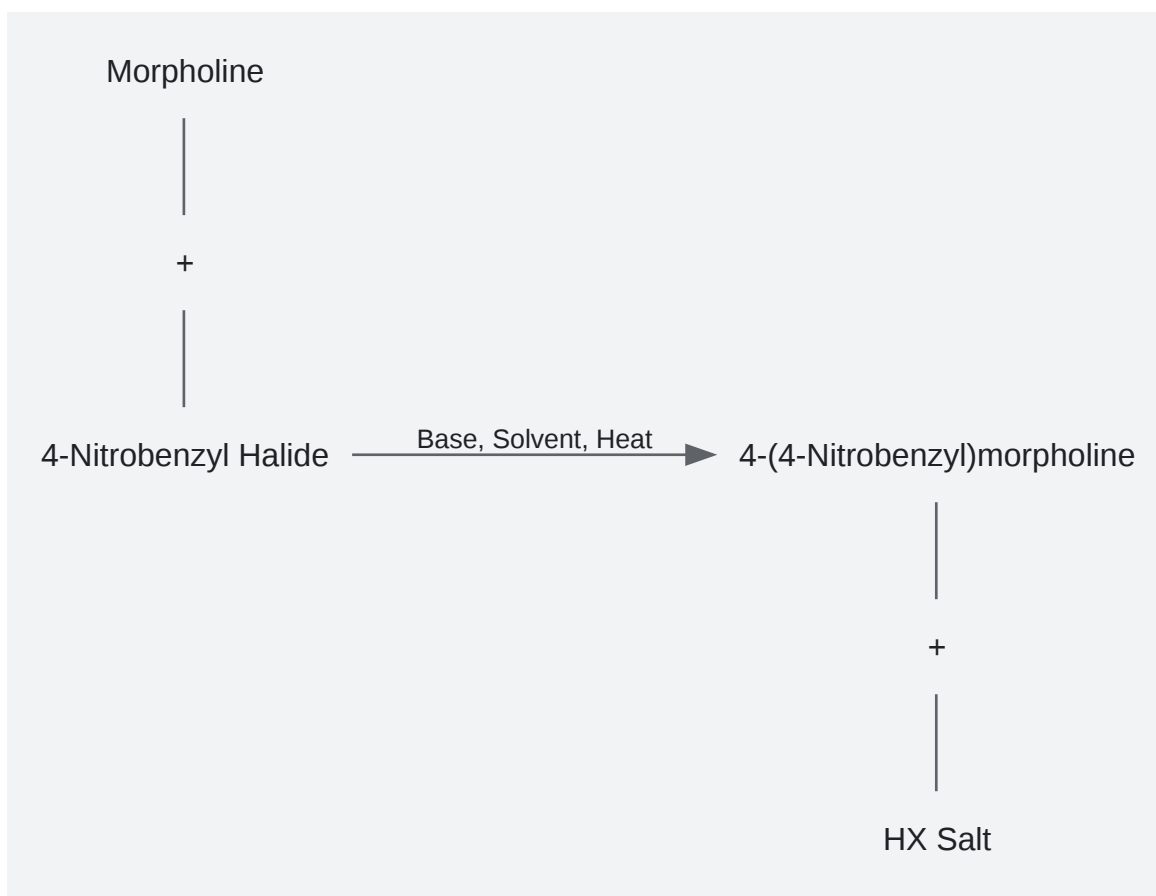 Morpholine
+
4-Nitrobenzyl Halide
Base, Solvent, Heat
4-(4-Nitrobenzyl)morpholine
+
HX Salt